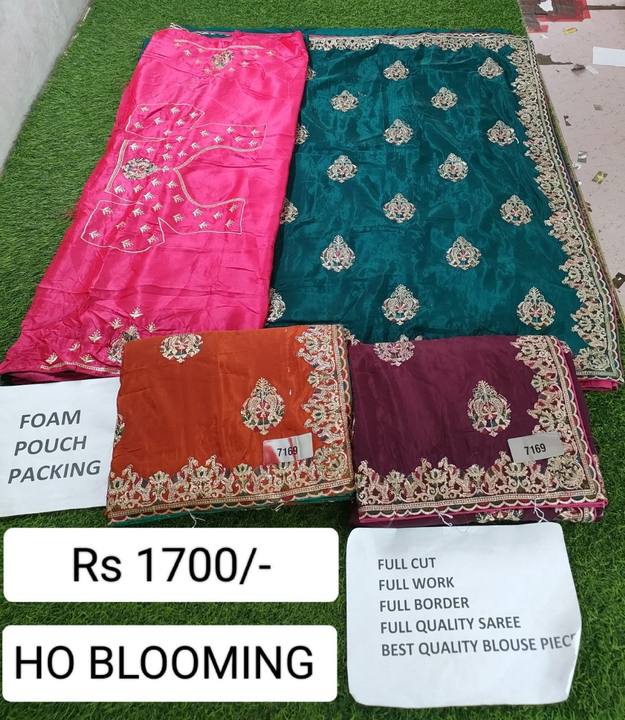 7169
7169
FOAM
POUCH
PACKING
Rs 1700/-
HO BLOOMING
FULL CUT
FULL WORK
FULL BORDER
FULL QUALITY SAREE
BEST QUALITY BLOUSE PIEC